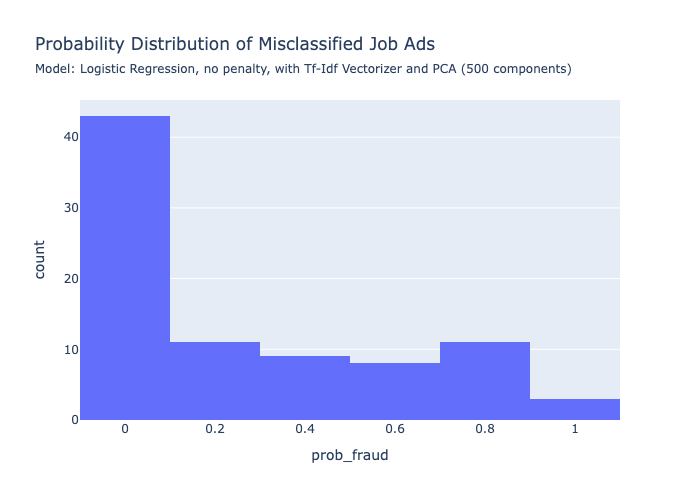 Probability Distribution of Misclassified Job Ads
Model: Logistic Regression, no penalty, with Tf-Idf Vectorizer and PCA (500 components)
40
30
20
10
0
count
0 0.2 0.4 0.6 0.8 1
prob_fraud